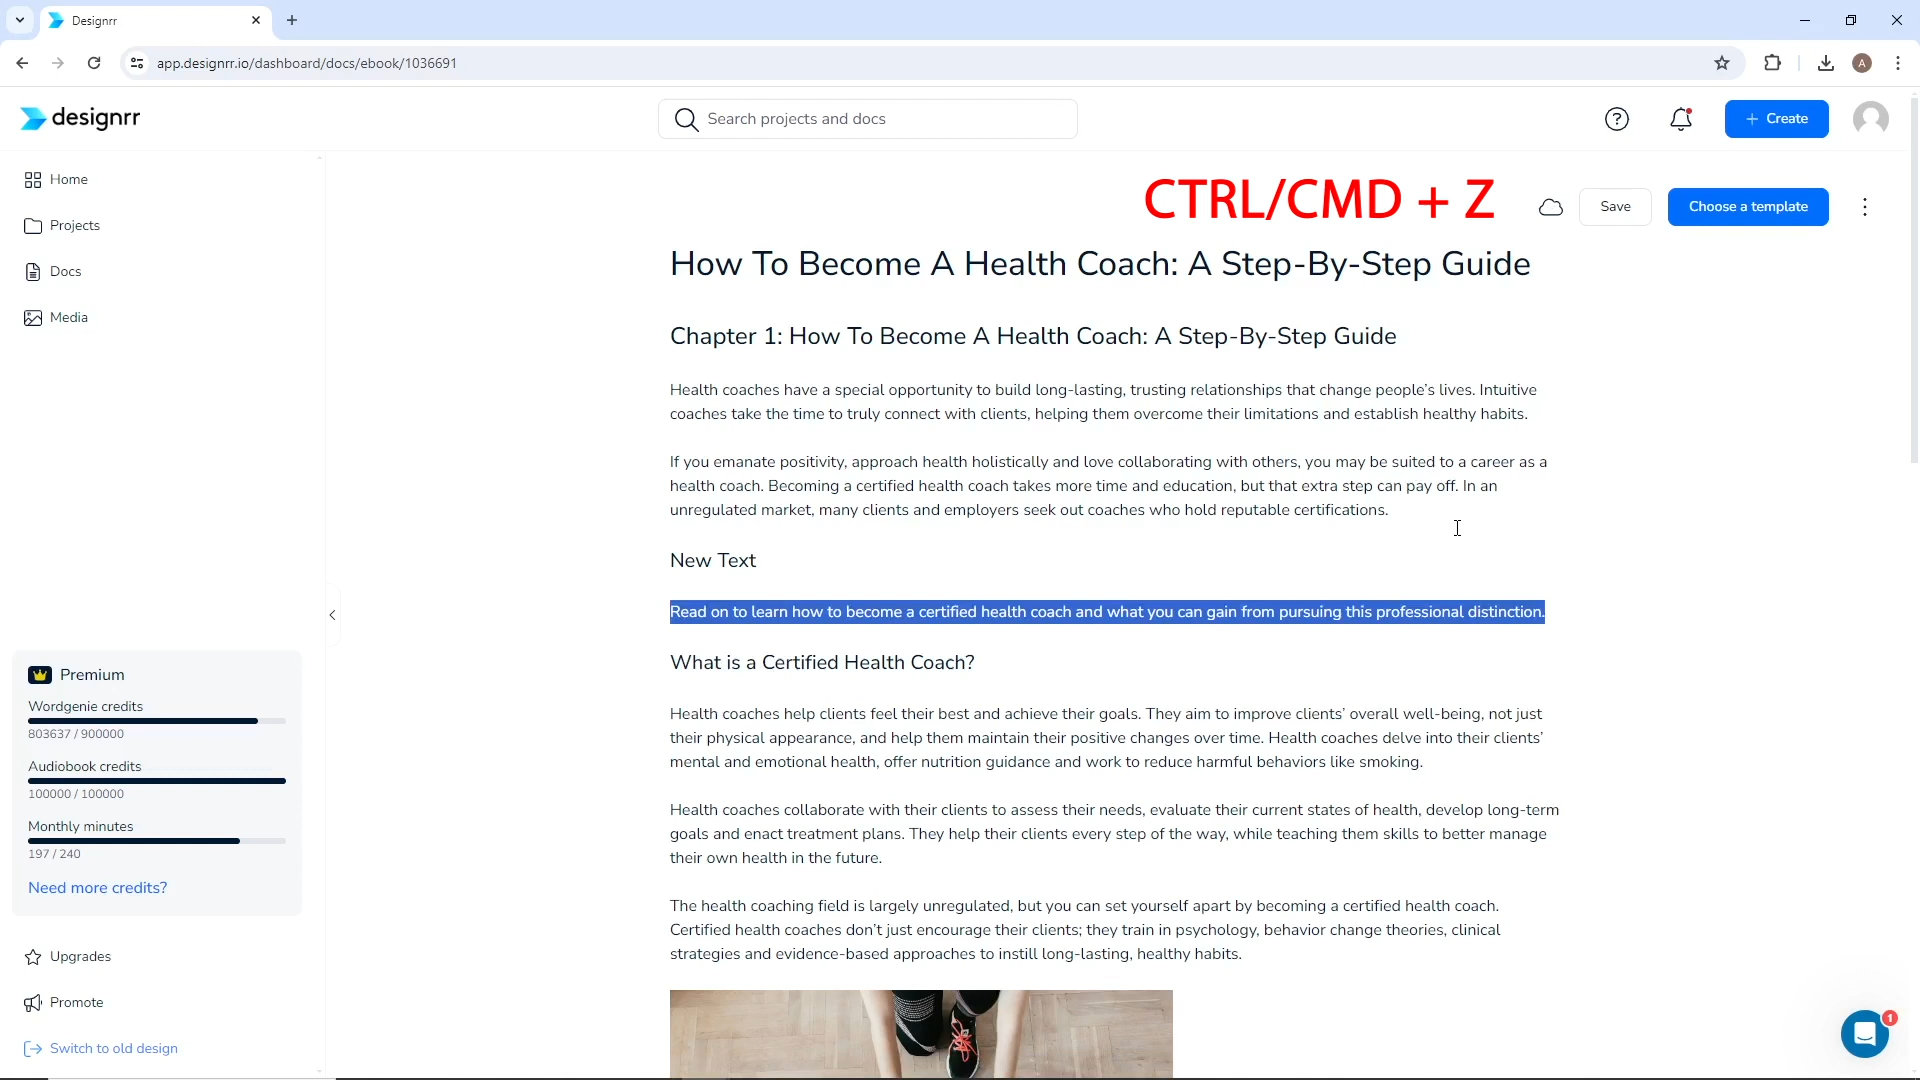 Designrr
app.designrr.io/dashboard/docs/ebook/1036691
designrr
Search projects and docs
+ Create
Home
Projects
Docs
Media
CTRL/CMD + Z
Save
Choose a template
How To Become A Health Coach: A Step-By-Step Guide
Chapter 1: How To Become A Health Coach: A Step-By-Step Guide
Health coaches have a special opportunity to build long-lasting, trusting relationships that change people's lives. Intuitive
coaches take the time to truly connect with clients, helping them overcome their limitations and establish healthy habits.
If you emanate positivity, approach health holistically and love collaborating with others, you may be suited to a career as a
health coach. Becoming a certified health coach takes more time and education, but that extra step can pay off. In an
unregulated market, many clients and employers seek out coaches who hold reputable certifications.
New Text
Read on to learn how to become a certified health coach and what you can gain from pursuing this professional distinction.
What is a Certified Health Coach?
Health coaches help clients feel their best and achieve their goals. They aim to improve clients' overall well-being, not just
their physical appearance, and help them maintain their positive changes over time. Health coaches delve into their clients'
mental and emotional health, offer nutrition guidance and work to reduce harmful behaviors like smoking.
Health coaches collaborate with their clients to assess their needs, evaluate their current states of health, develop long-term
goals and enact treatment plans. They help their clients every step of the way, while teaching them skills to better manage
their own health in the future.
The health coaching field is largely unregulated, but you can set yourself apart by becoming a certified health coach.
Certified health coaches don't just encourage their clients; they train in psychology, behavior change theories, clinical
strategies and evidence-based approaches to instill long-lasting, healthy habits.
Premium
Wordgenie credits
803637 / 900000
Audiobook credits
100000 / 100000
Monthly minutes
197 / 240
Need more credits?
Upgrades
Promote
Switch to old design
A
1